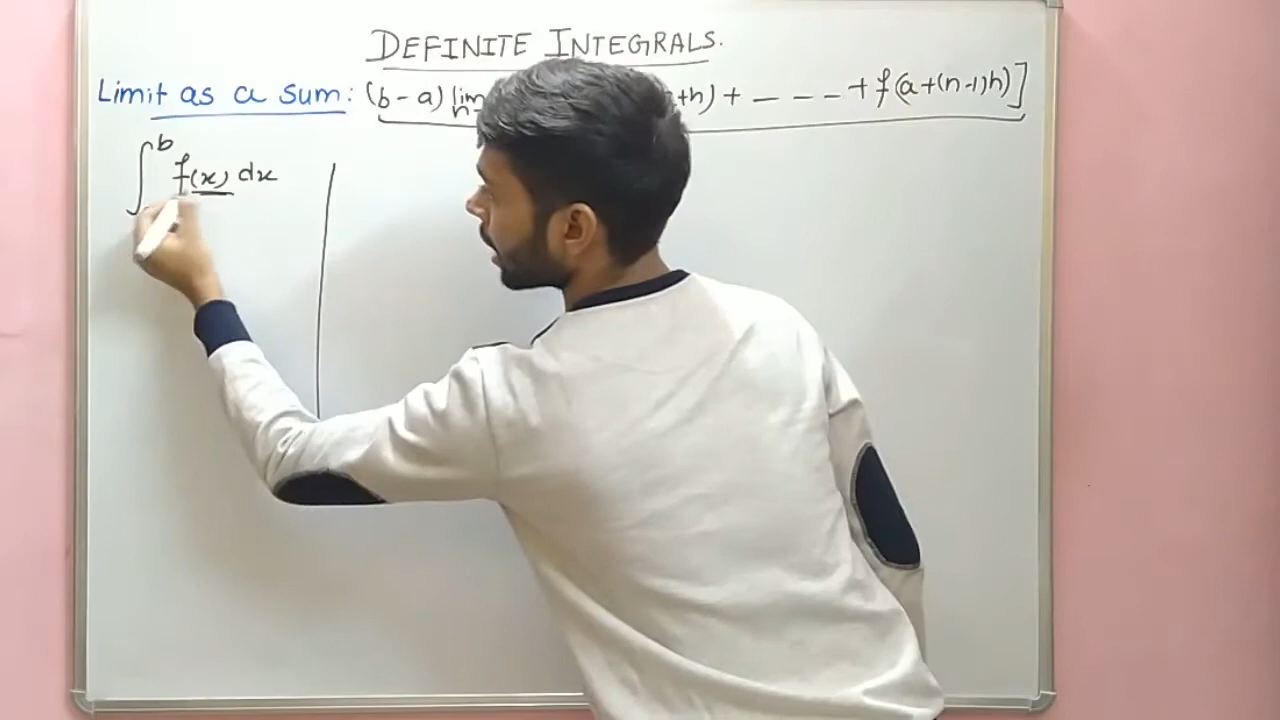 DEFINITE INTEGRALS.
Limit as a sum: (b - a) lim +h) + - - - - + f(a+(n-1)h)]
∫ b f(x) dx